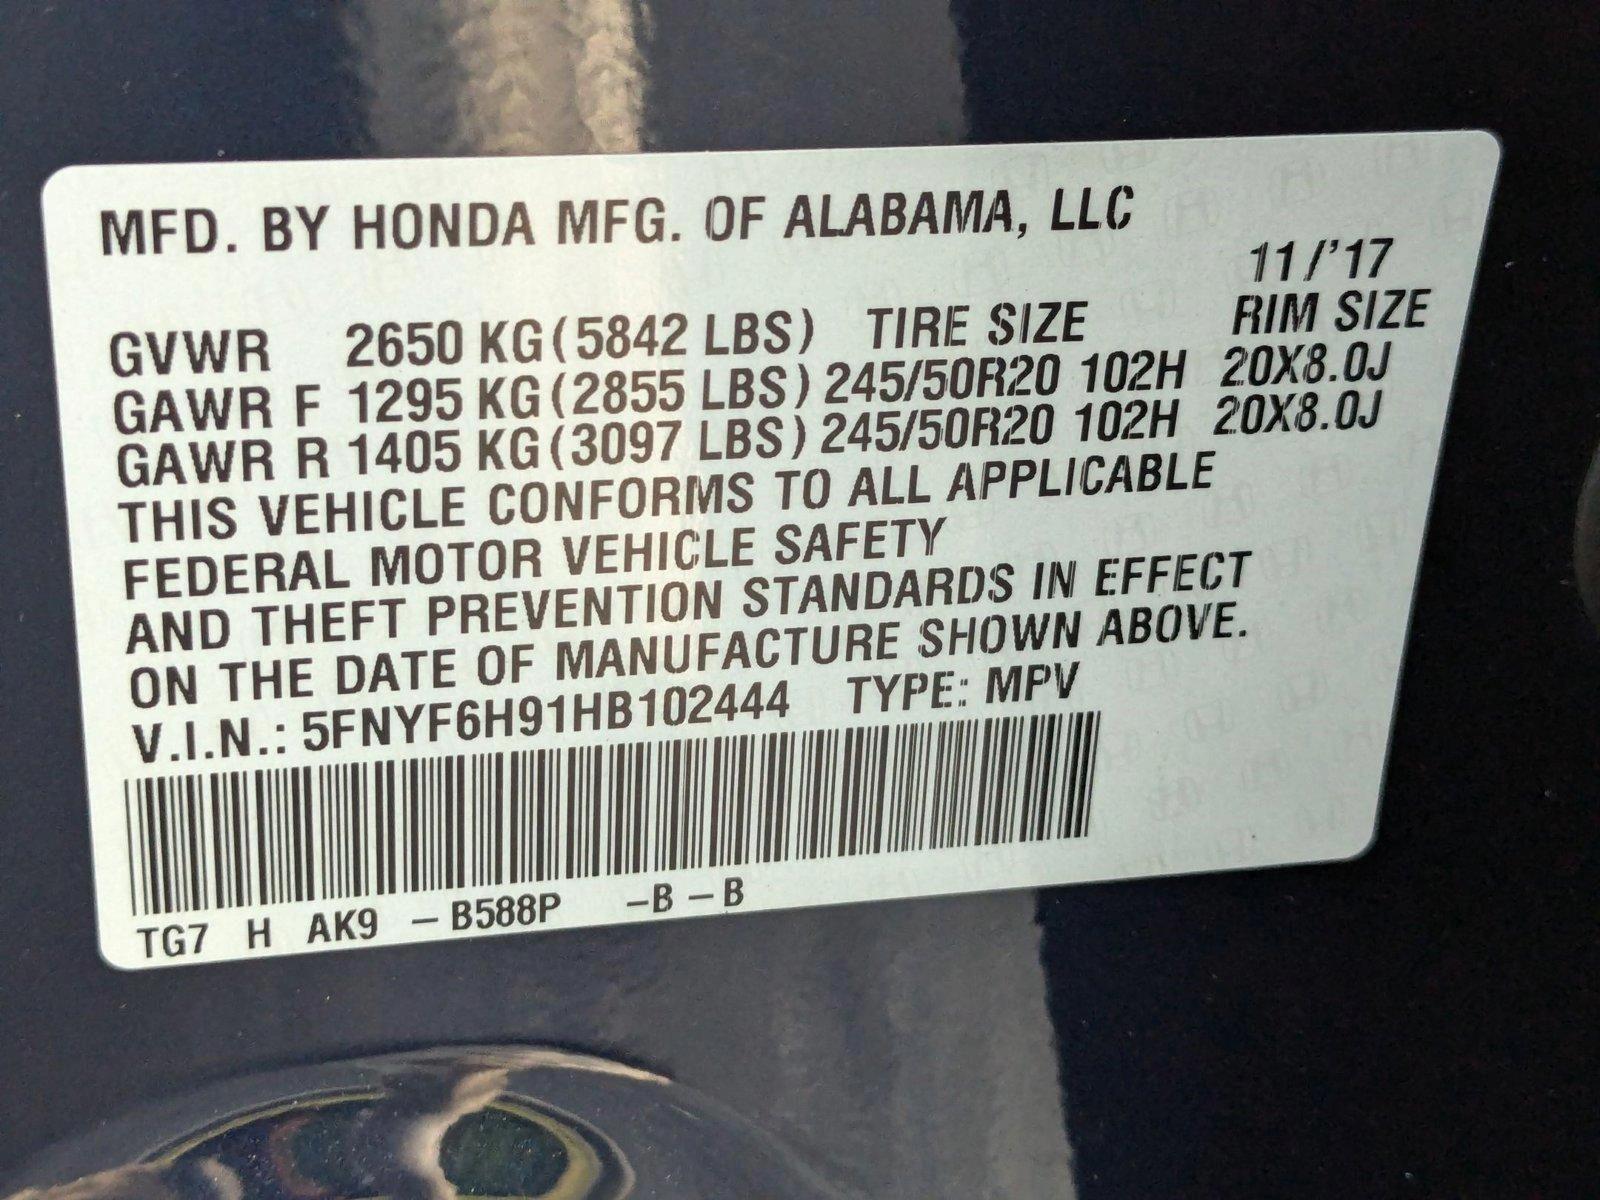 MFD. BY HONDA MFG. OF ALABAMA, LLC
11/'17
GVWR 2650 KG (5842 LBS) TIRE SIZE RIM SIZE
GAWR F 1295 KG (2855 LBS) 245/50R20 102H 20X8.0J
GAWR R 1405 KG (3097 LBS) 245/50R20 102H 20X8.0J
THIS VEHICLE CONFORMS TO ALL APPLICABLE
FEDERAL MOTOR VEHICLE SAFETY
AND THEFT PREVENTION STANDARDS IN EFFECT
ON THE DATE OF MANUFACTURE SHOWN ABOVE.
V.I.N.: 5FNYF6H91HB102444 TYPE: MPV
TG7 H AK9 – B588P –B – B